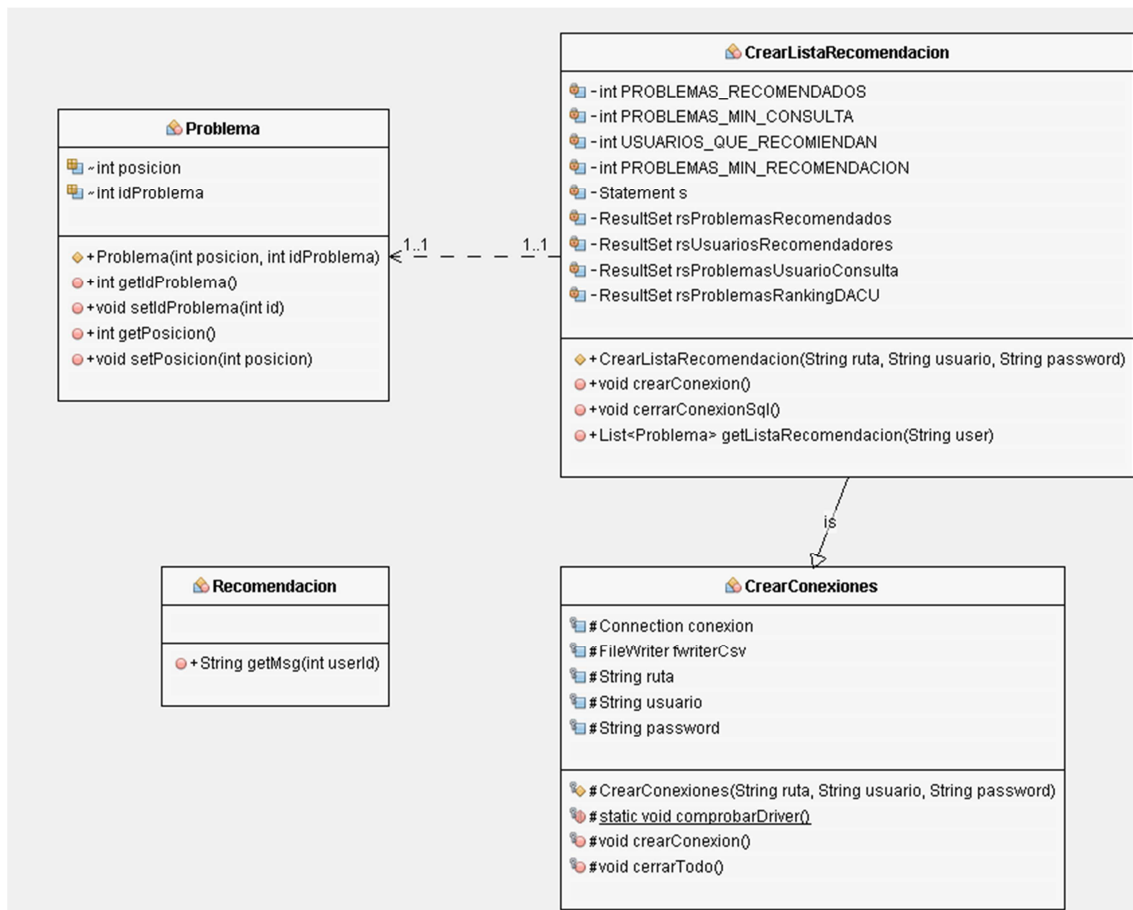 Problema
~int posicion
~int idProblema
+Problema(int posicion, int idProblema)
+int getIdProblema()
+void setIdProblema(int id)
+int getPosicion()
+void setPosicion(int posicion)
1..1
1..1
CrearListaRecomendacion
-int PROBLEMAS_RECOMENDADOS
-int PROBLEMAS_MIN_CONSULTA
-int USUARIOS_QUE_RECOMIENDAN
-int PROBLEMAS_MIN_RECOMENDACION
-Statement s
-ResultSet rsProblemasRecomendados
-ResultSet rsUsuariosRecomendadores
-ResultSet rsProblemasUsuarioConsulta
-ResultSet rsProblemasRankingDACU
+CrearListaRecomendacion(String ruta, String usuario, String password)
+void crearConexion()
+void cerrarConexionSql()
+List<Problema> getListaRecomendacion(String user)
is
Recomendacion
+String getMsg(int userId)
CrearConexiones
#Connection conexion
#FileWriter fwriterCsv
#String ruta
#String usuario
#String password
#CrearConexiones(String ruta, String usuario, String password)
#static void comprobarDriver()
#void crearConexion()
#void cerrarTodo()